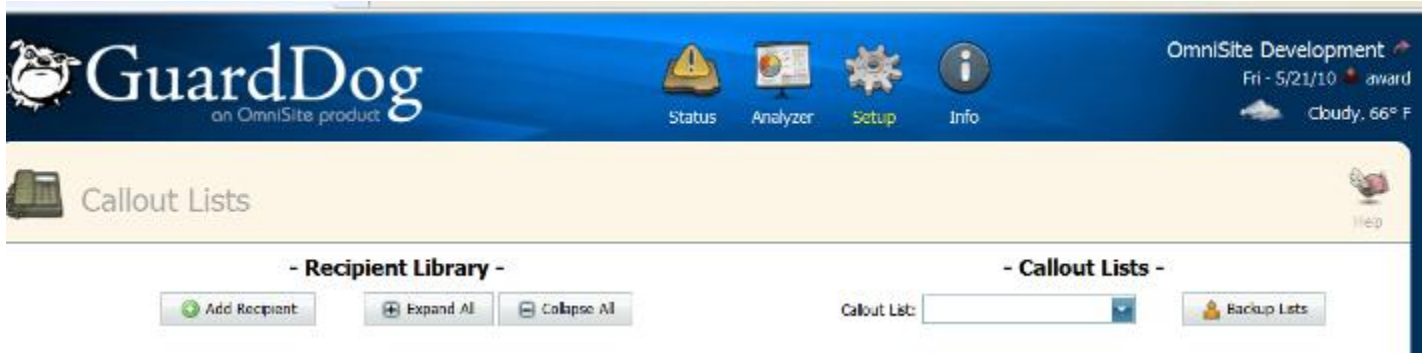 GuardDog
an OmniSite product
Status Analyzer Setup Info
OmniSite Development
Fri - 5/21/10 award
Cloudy, 66° F
Callout Lists
Help
- Recipient Library -
Add Recipient Expand All Collapse All
- Callout Lists -
Callout List: Backup Lists